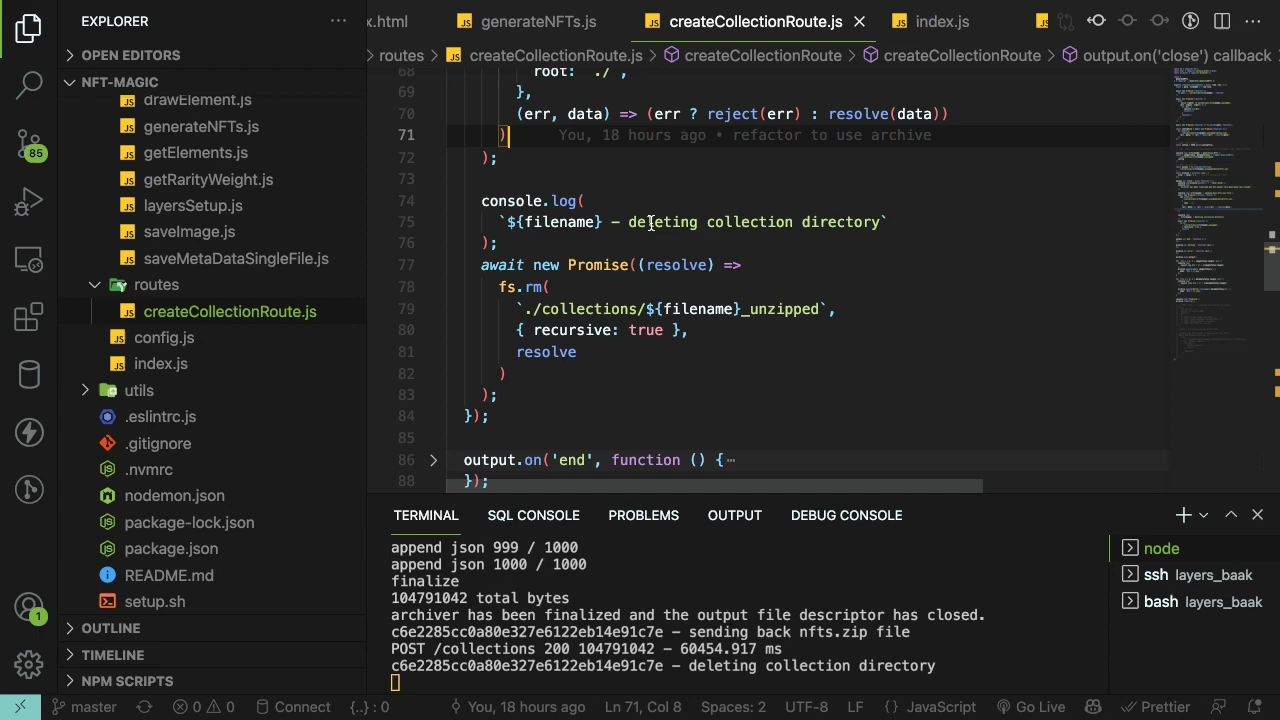 EXPLORER
x.html
generateNFTs.js
createCollectionRoute.js
index.js
OPEN EDITORS
routes
createCollectionRoute.js
createCollectionRoute
createCollectionRoute
output.on('close') callback
NFT-MAGIC
drawElement.js
generateNFTs.js
getElements.js
getRarityWeight.js
layersSetup.js
saveImage.js
saveMetaDataSingleFile.js
routes
createCollectionRoute.js
config.js
index.js
utils
.eslintrc.js
.gitignore
.nvmrc
nodemon.json
package-lock.json
package.json
README.md
setup.sh
OUTLINE
TIMELINE
NPM SCRIPTS
85
1
68 root: './',
69 },
70 (err, data) => (err ? reject(err) : resolve(data))
71 )} You, 18 hours ago • refactor to use archive
72 );
73
74 console.log(
75 `${filename} – deleting collision directory`
76 );
77 await new Promise((resolve) =>
78 fs.rm(
79 `./collections/${filename}_unzipped`,
80 { recursive: true },
81 resolve
82 )
83 );
84 });
85
86 output.on('end', function () {⋯
88 });
TERMINAL
SQL CONSOLE
PROBLEMS
OUTPUT
DEBUG CONSOLE
append json 999 / 1000
append json 1000 / 1000
finalize
104791042 total bytes
archiver has been finalized and the output file descriptor has closed.
c6e2285cc0a80e327e6122eb14e91c7e – sending back nfts.zip file
POST /collections 200 104791042 – 60454.917 ms
c6e2285cc0a80e327e6122eb14e91c7e – deleting collection directory
node
ssh layers_baak
bash layers_baak
master
0
0
Connect
{..} : 0
You, 18 hours ago
Ln 71, Col 8
Spaces: 2
UTF-8
LF
{} JavaScript
Go Live
Prettier